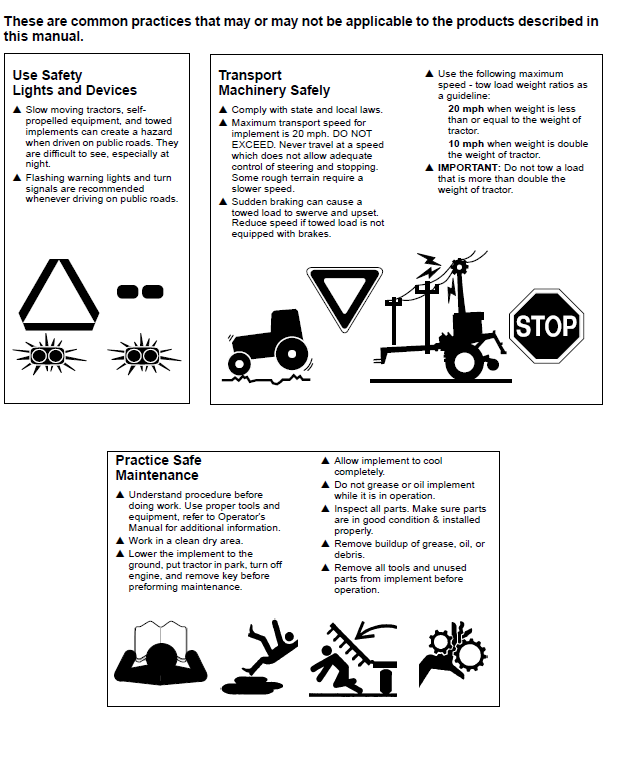 These are common practices that may or may not be applicable to the products described in
this manual.
Use Safety
Lights and Devices
▲ Slow moving tractors, self-
propelled equipment, and towed
implements can create a hazard
when driven on public roads. They
are difficult to see, especially at
night.
▲ Flashing warning lights and turn
signals are recommended
whenever driving on public roads.
Transport
Machinery Safely
▲ Comply with state and local laws.
▲ Maximum transport speed for
implement is 20 mph. DO NOT
EXCEED. Never travel at a speed
which does not allow adequate
control of steering and stopping.
Some rough terrain require a
slower speed.
▲ Sudden braking can cause a
towed load to swerve and upset.
Reduce speed if towed load is not
equipped with brakes.
▲ Use the following maximum
speed - tow load weight ratios as
a guideline:
20 mph when weight is less
than or equal to the weight of
tractor.
10 mph when weight is double
the weight of tractor.
▲ IMPORTANT: Do not tow a load
that is more than double the
weight of tractor.
STOP
Practice Safe
Maintenance
▲ Understand procedure before
doing work. Use proper tools and
equipment, refer to Operator's
Manual for additional information.
▲ Work in a clean dry area.
▲ Lower the implement to the
ground, put tractor in park, turn off
engine, and remove key before
preforming maintenance.
▲ Allow implement to cool
completely.
▲ Do not grease or oil implement
while it is in operation.
▲ Inspect all parts. Make sure parts
are in good condition & installed
properly.
▲ Remove buildup of grease, oil, or
debris.
▲ Remove all tools and unused
parts from implement before
operation.